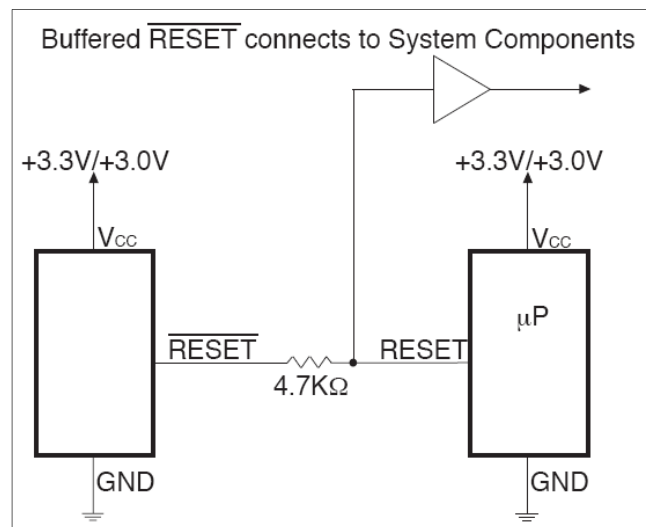 Buffered RESET connects to System Components
+3.3V/+3.0V
+3.3V/+3.0V
VCC
VCC
μP
RESET
RESET
4.7KΩ
GND
GND